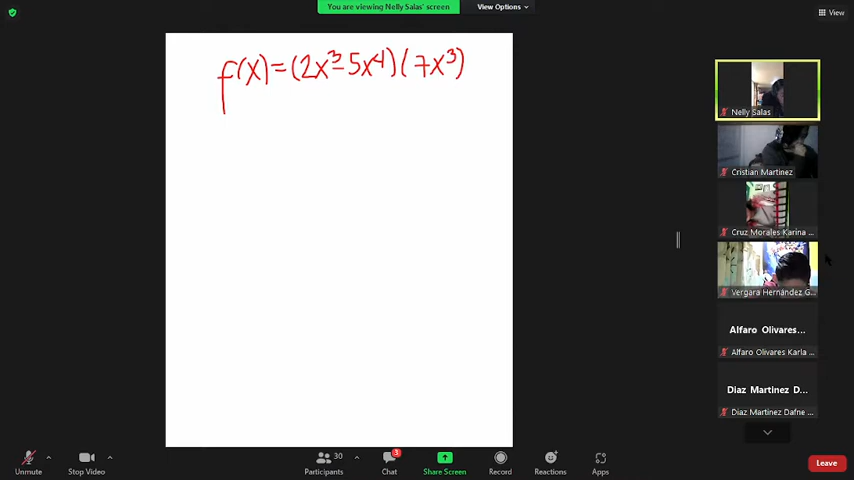 You are viewing Nelly Salas' screen
View Options
View
f(x)=(2x³-5x⁴)(7x³)
Nelly Salas
Cristian Martinez
Cruz Morales Karina ...
Vergara Hernández G...
Alfaro Olivares...
Alfaro Olivares Karla ...
Diaz Martinez D...
Diaz Martinez Dafne ...
Unmute
Stop Video
30
Participants
3
Chat
Share Screen
Record
Reactions
Apps
Leave